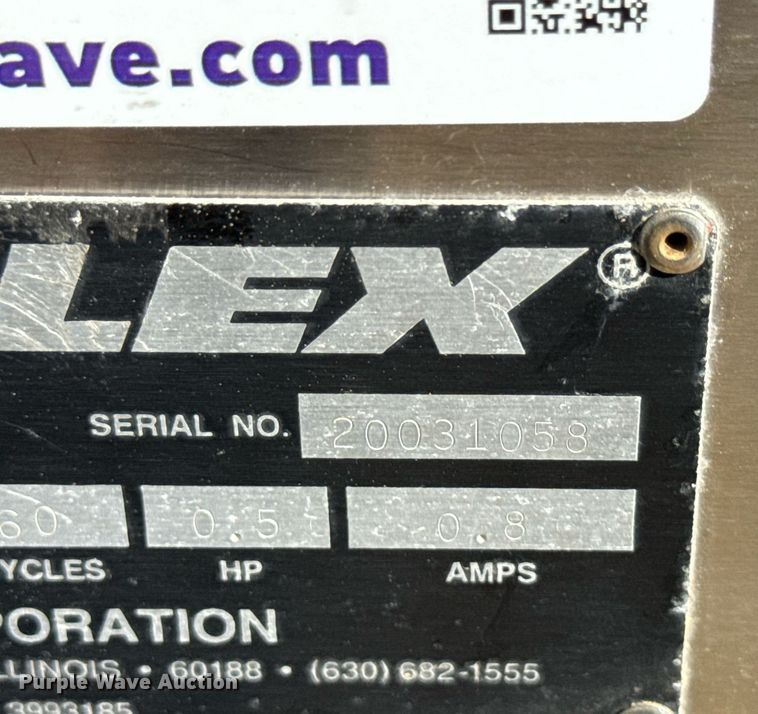 ave.com
LEX ®
SERIAL NO. 20031058
60 0.5 0.8
YCLES HP AMPS
PORATION
LLINOIS • 60188 • (630) 682-1555
3993185
Purple Wave Auction